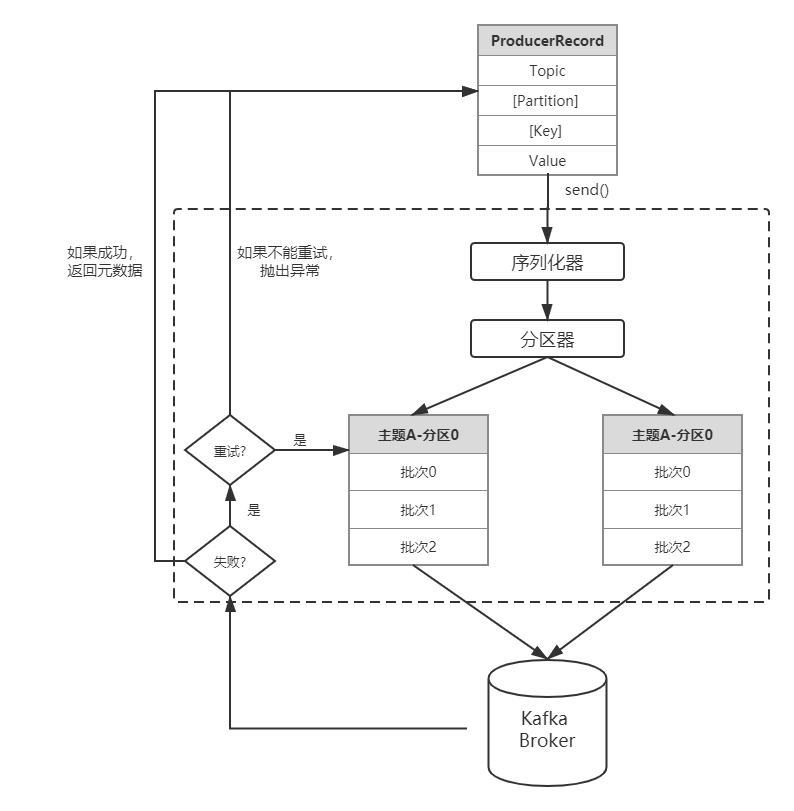 ProducerRecord
Topic
[Partition]
[Key]
Value
send()
如果成功,
返回元数据
如果不能重试,
抛出异常
序列化器
分区器
主题A-分区0
批次0
批次1
批次2
主题A-分区0
批次0
批次1
批次2
重试?
是
是
失败?
Kafka
Broker